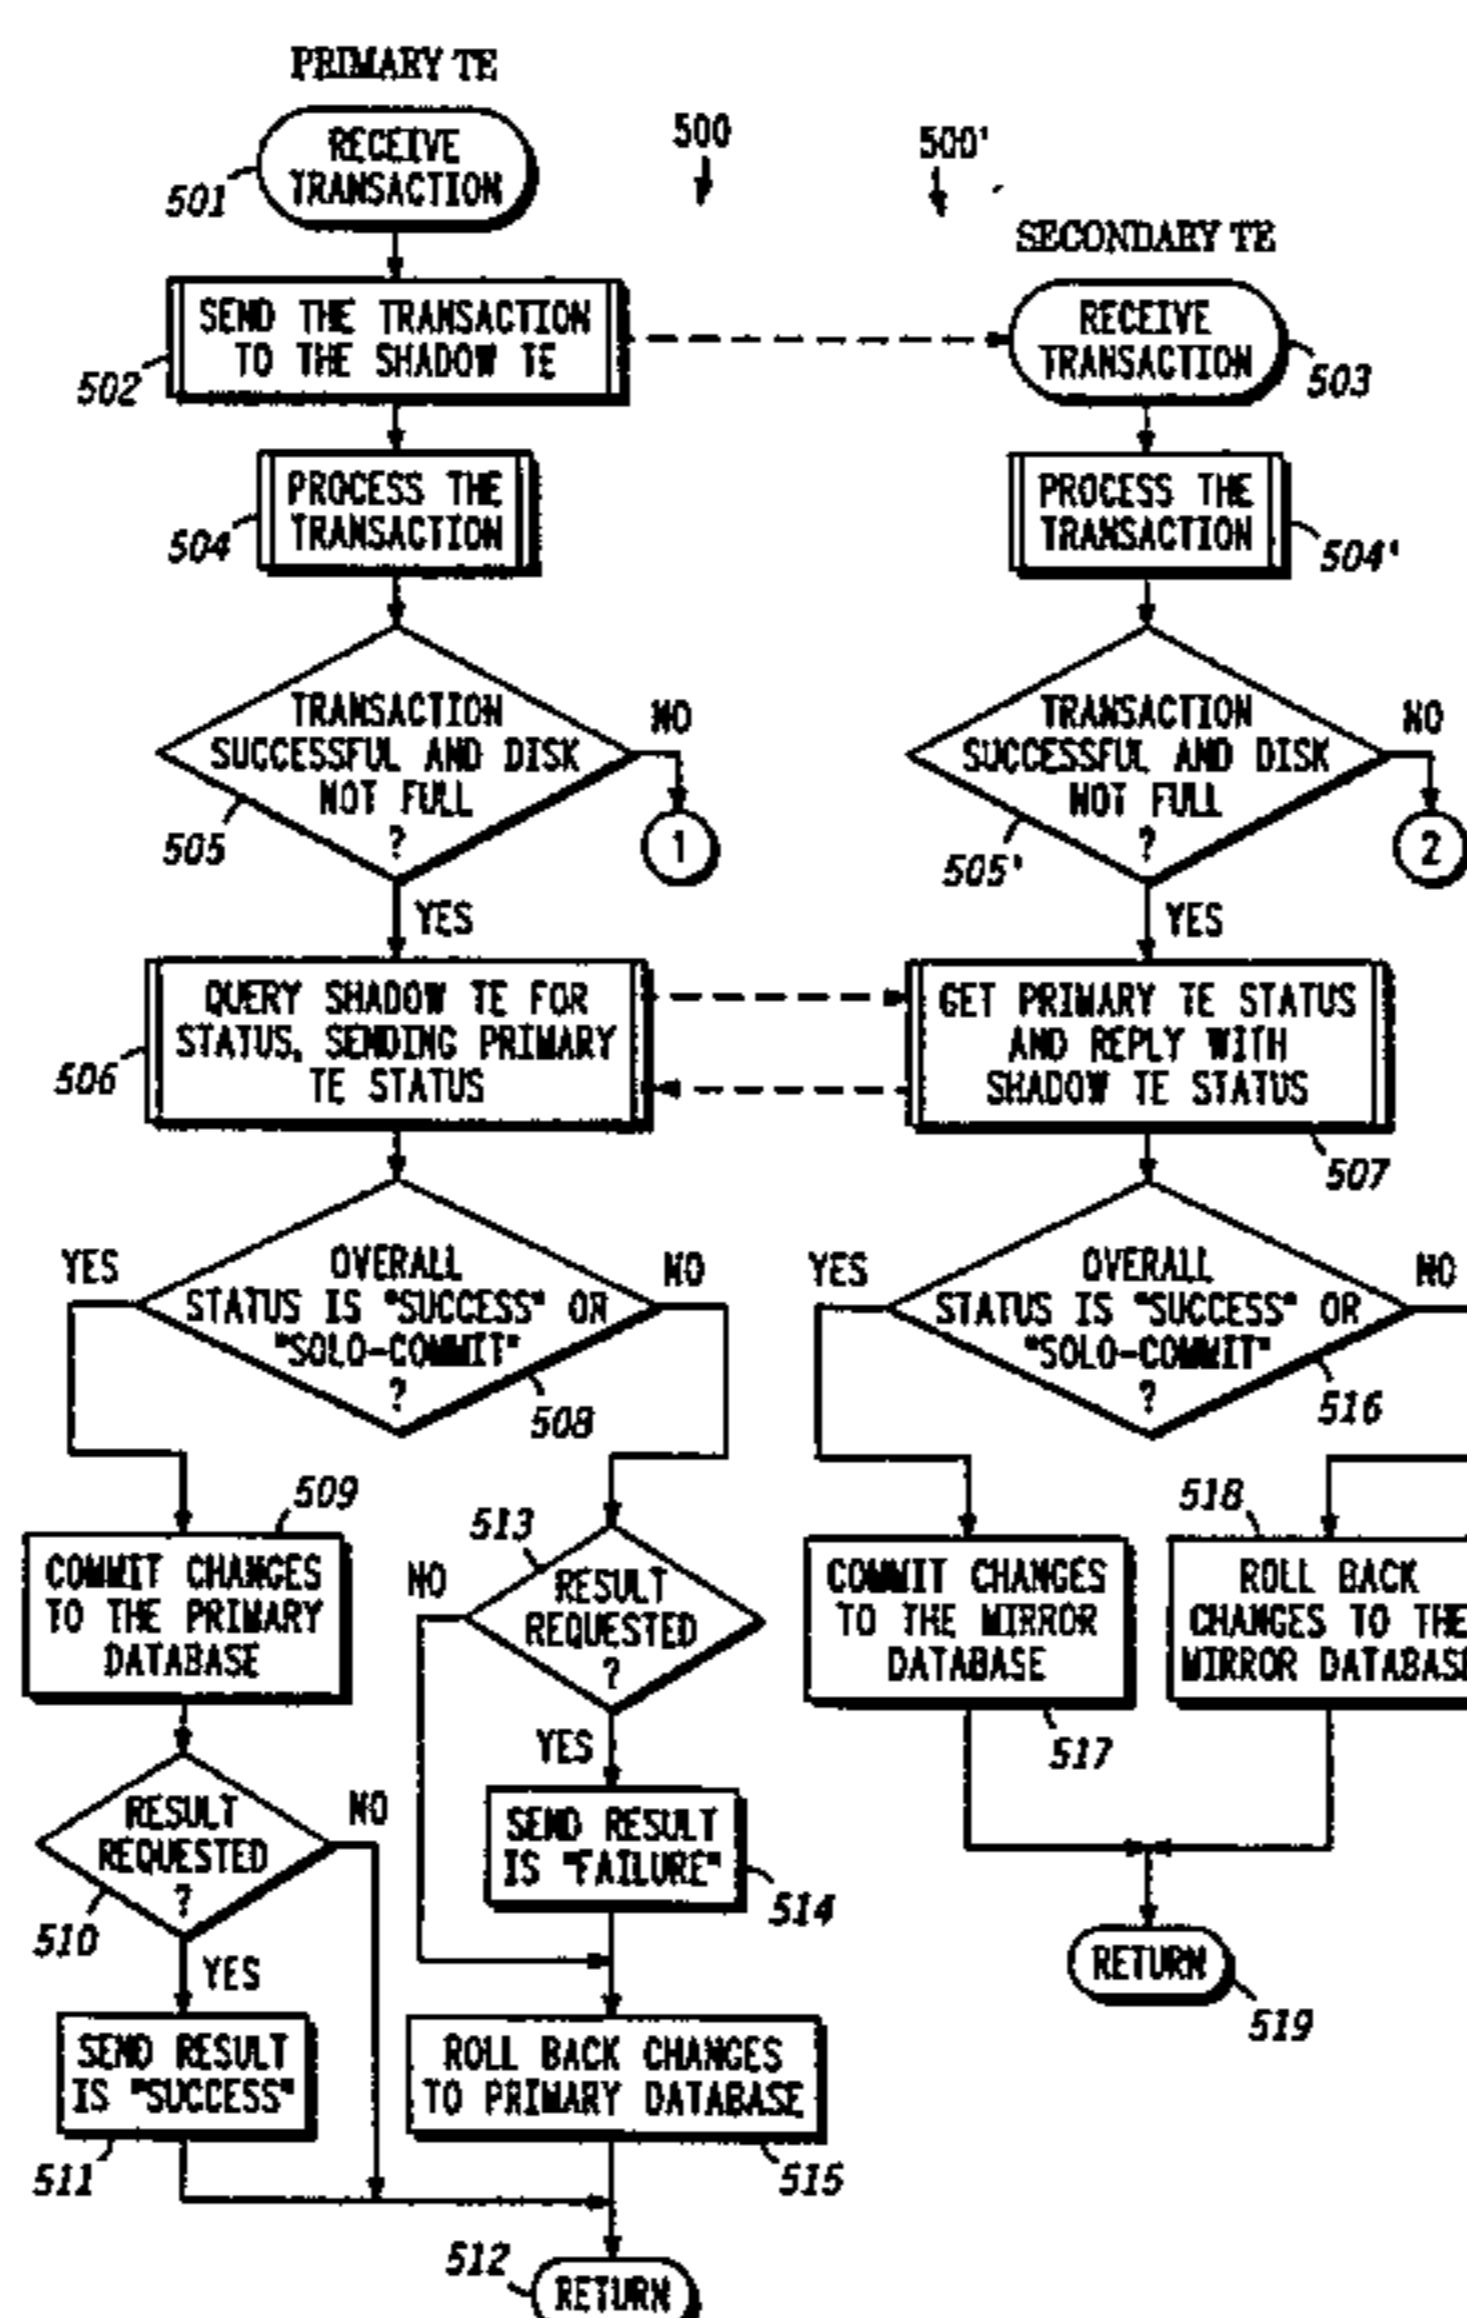 PRIMARY TE
RECEIVE
TRANSACTION
501
500
500'
SECONDARY TE
SEND THE TRANSACTION
TO THE SHADOW TE
502
RECEIVE
TRANSACTION
503
PROCESS THE
TRANSACTION
504
PROCESS THE
TRANSACTION
504'
TRANSACTION
SUCCESSFUL AND DISK
NOT FULL
?
505
NO
1
YES
TRANSACTION
SUCCESSFUL AND DISK
NOT FULL
?
505'
NO
2
YES
QUERY SHADOW TE FOR
STATUS, SENDING PRIMARY
TE STATUS
506
GET PRIMARY TE STATUS
AND REPLY WITH
SHADOW TE STATUS
507
YES
OVERALL
STATUS IS "SUCCESS" OR
"SOLO-COMMIT"
?
NO
508
YES
OVERALL
STATUS IS "SUCCESS" OR
"SOLO-COMMIT"
?
NO
516
509
COMMIT CHANGES
TO THE PRIMARY
DATABASE
513
NO
RESULT
REQUESTED
?
YES
COMMIT CHANGES
TO THE MIRROR
DATABASE
517
518
ROLL BACK
CHANGES TO THE
MIRROR DATABASE
RESULT
REQUESTED
?
NO
510
YES
SEND RESULT
IS "FAILURE"
514
RETURN
519
SEND RESULT
IS "SUCCESS"
511
ROLL BACK CHANGES
TO PRIMARY DATABASE
515
512
RETURN